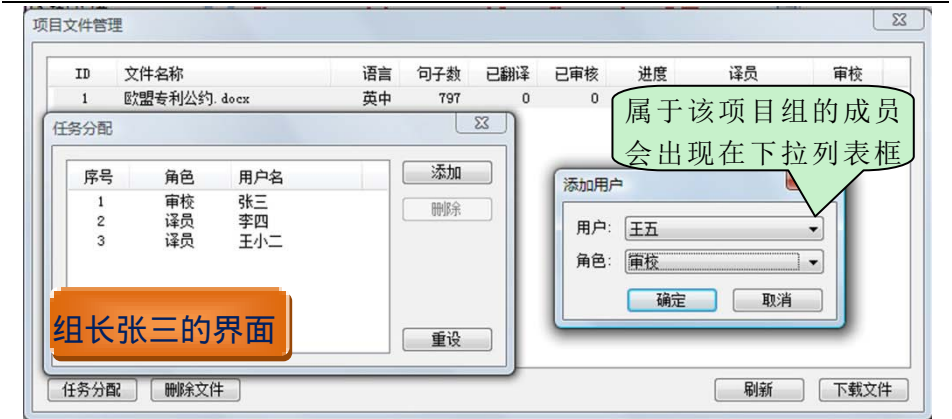 项目文件管理
ID 文件名称 语言 句子数 已翻译 已审核 进度 译员 审校
1 欧盟专利公约.docx 英中 797 0 0
属于该项目组的成员
会出现在下拉列表框
任务分配
序号 角色 用户名
1 审校 张三
2 译员 李四
3 译员 王小二
添加
删除
重设
组长张三的界面
添加用户
用户: 王五
角色: 审校
确定 取消
任务分配 删除文件 刷新 下载文件